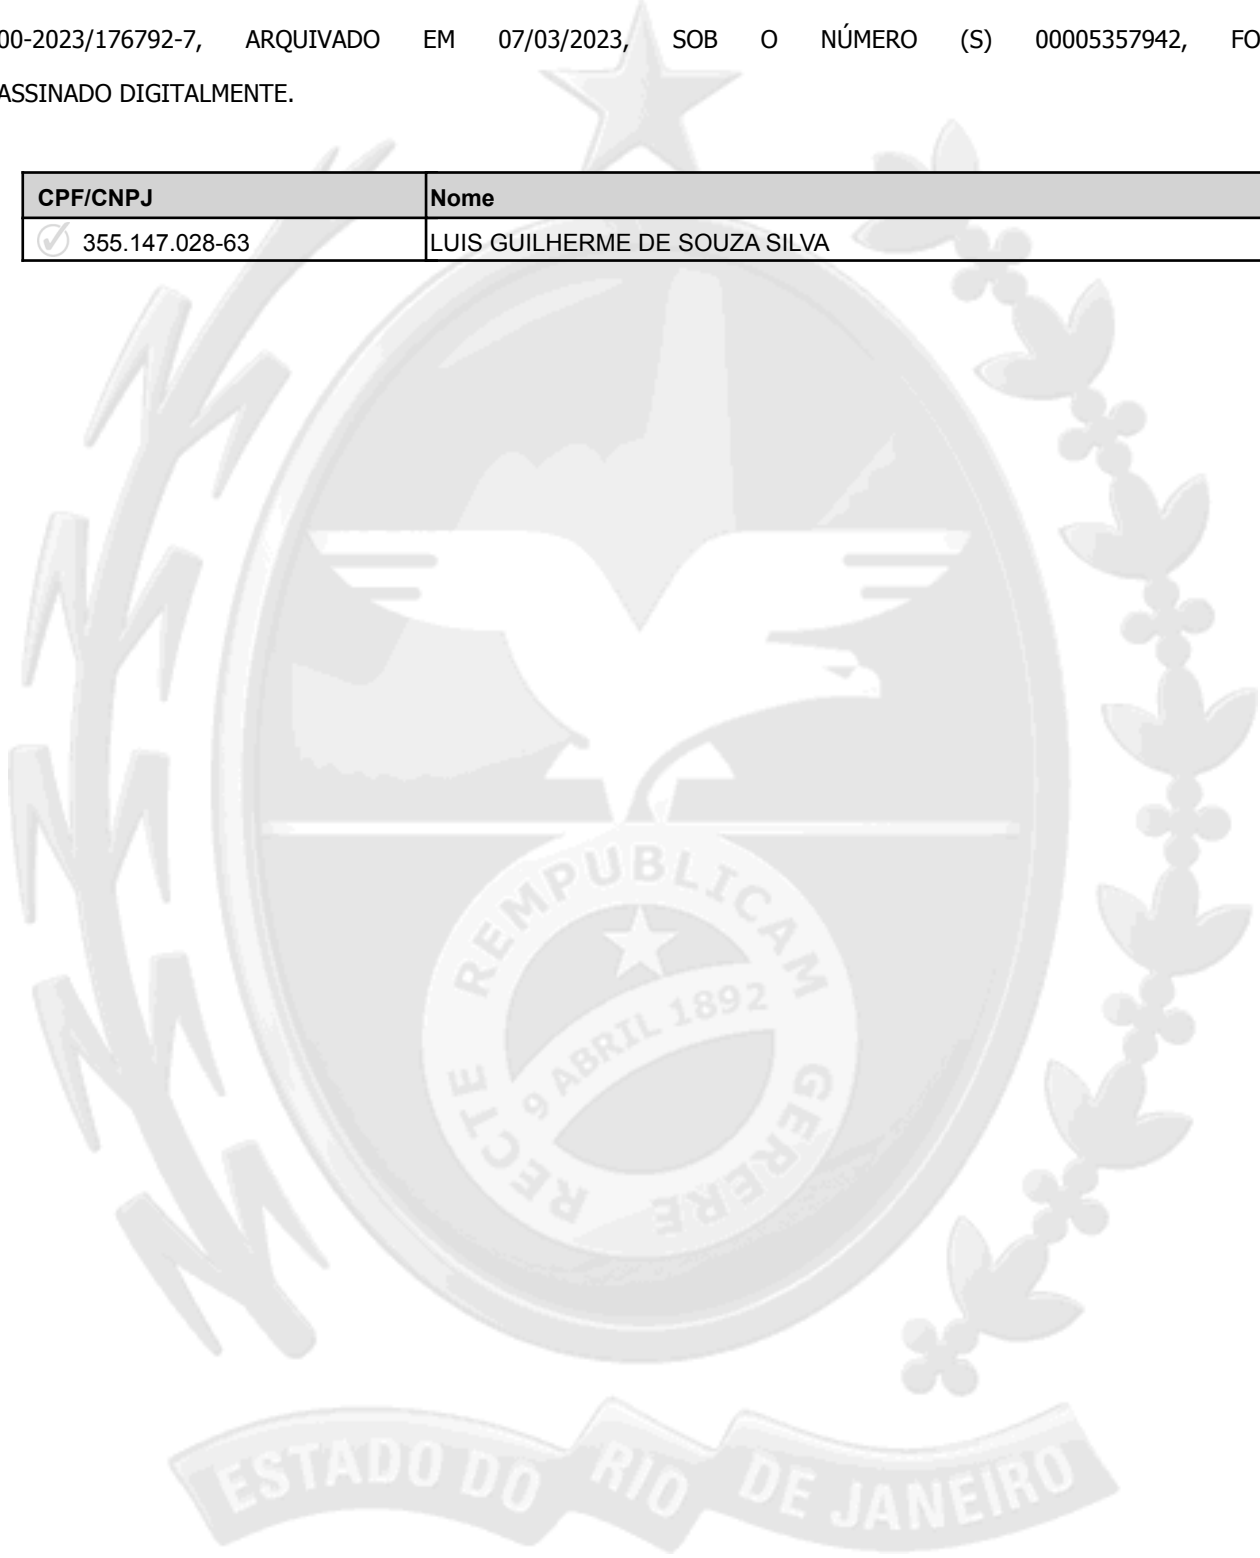 00-2023/176792-7, ARQUIVADO EM 07/03/2023, SOB O NÚMERO (S) 00005357942, FO
ASSINADO DIGITALMENTE.
CPF/CNPJ Nome
355.147.028-63 LUIS GUILHERME DE SOUZA SILVA
RECTE REMPUBLICAM GERERE
9 ABRIL 1892
ESTADO DO RIO DE JANEIRO